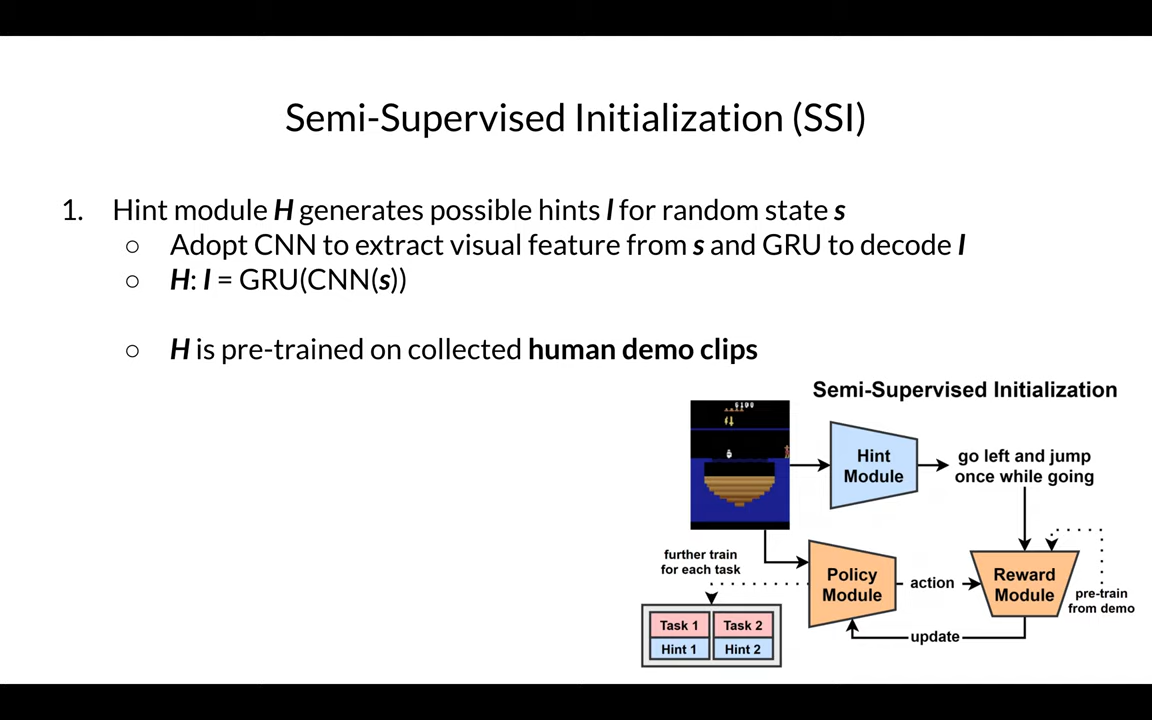 Semi-Supervised Initialization (SSI)
1. Hint module H generates possible hints l for random state s
○ Adopt CNN to extract visual feature from s and GRU to decode l
○ H: l = GRU(CNN(s))
○ H is pre-trained on collected human demo clips
Semi-Supervised Initialization
Hint
Module
go left and jump
once while going
further train
for each task
Policy
Module
action
Reward
Module
pre-train
from demo
Task 1
Task 2
Hint 1
Hint 2
update